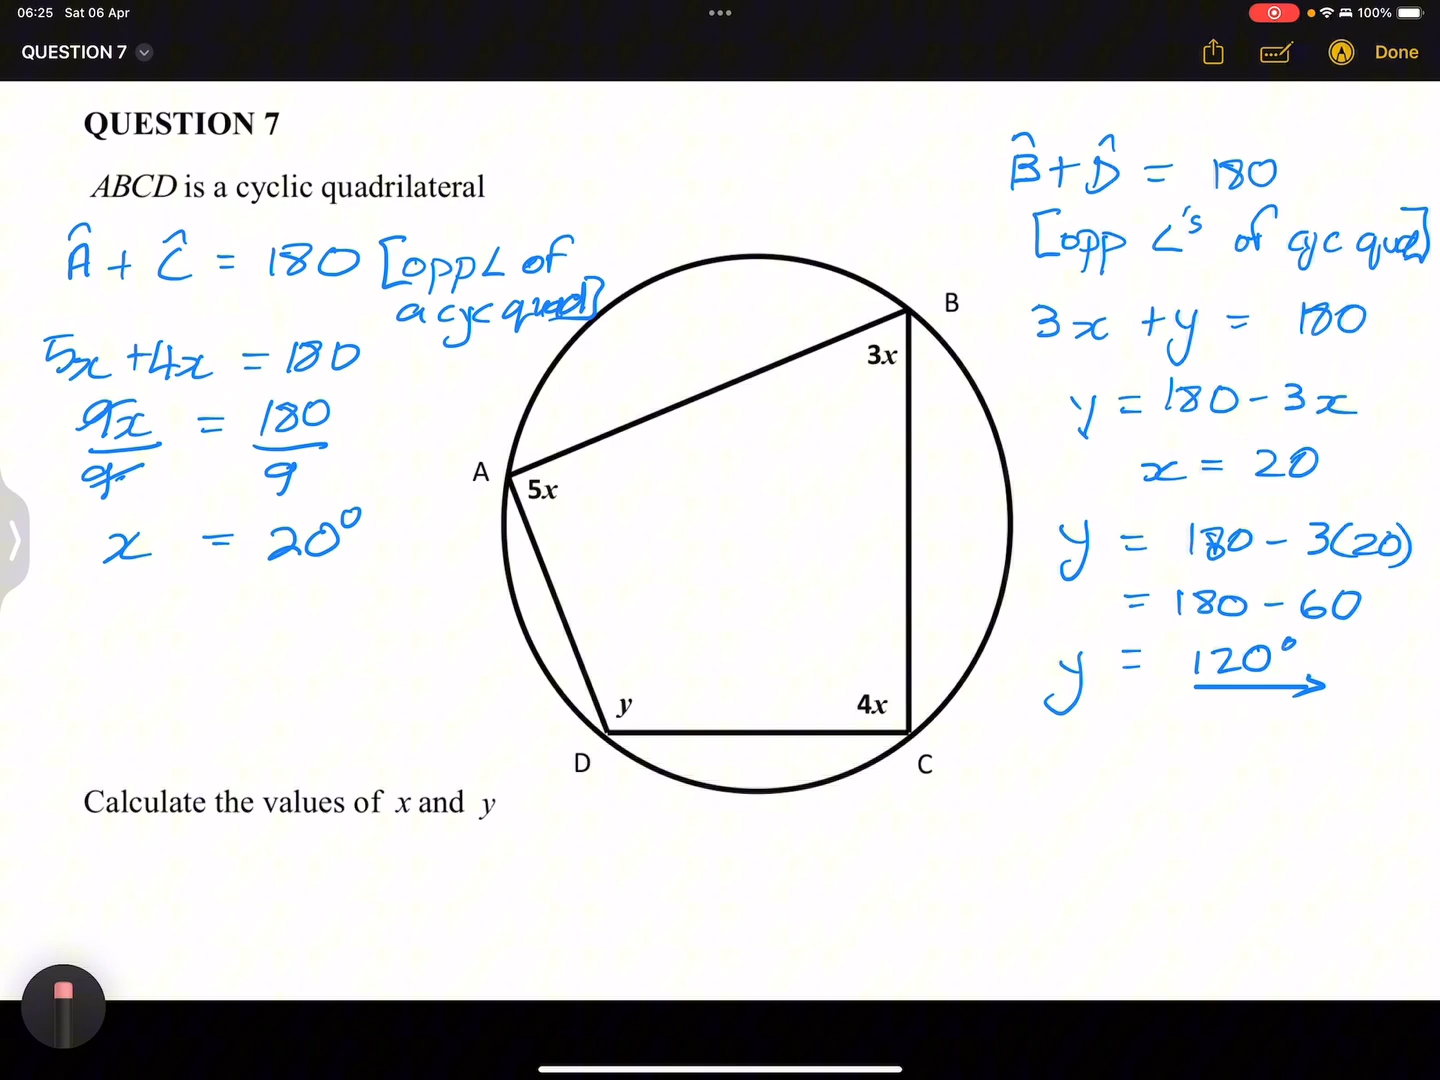 06:25 Sat 06 Apr
100%
QUESTION 7
Done
QUESTION 7
ABCD is a cyclic quadrilateral
Â + Ĉ = 180 [opp∠ of
a cyc quad]
5x + 4x = 180
9x/9 = 180/9
x = 20°
B
3x
A
5x
y
4x
D
C
B̂ + D̂ = 180
[opp ∠'s of cyc quad]
3x + y = 180
y = 180 - 3x
x = 20
y = 180 - 3(20)
= 180 - 60
y = 120°
Calculate the values of x and y